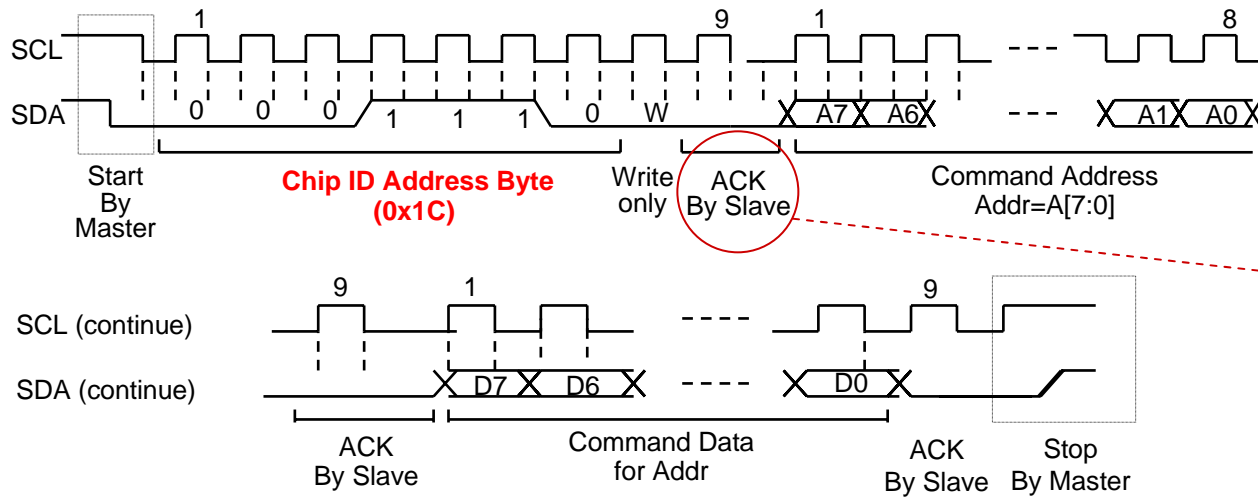 1 9 1 8
SCL
SDA 0 0 0 1 1 1 0 W A7 A6 A1 A0
Start
By
Master
Chip ID Address Byte
(0x1C)
Write
only
ACK
By Slave
Command Address
Addr=A[7:0]
9 1 9
SCL (continue)
SDA (continue) D7 D6 D0
ACK
By Slave
Command Data
for Addr
ACK
By Slave
Stop
By Master